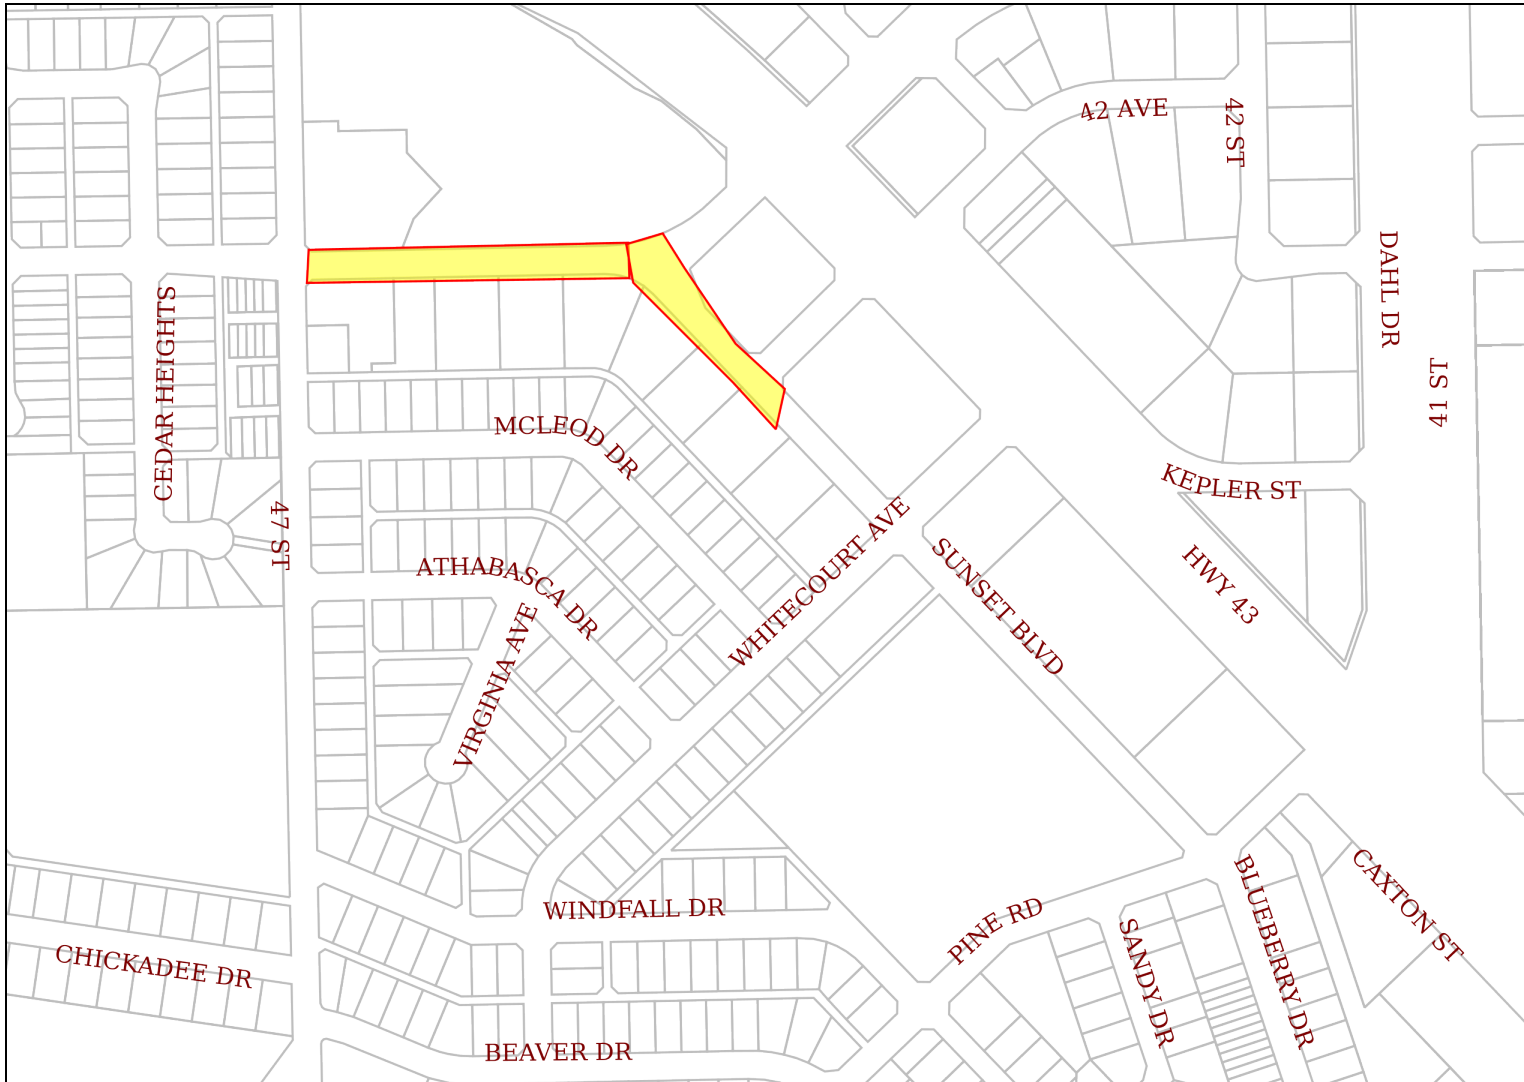 42 AVE
42 ST
DAHL DR
CEDAR HEIGHTS
41 ST
MCLEOD DR
KEPLER ST
47 ST
WHITECOURT AVE
SUNSET BLVD
HWY 43
ATHABASCA DR
VIRGINIA AVE
WINDFALL DR
PINE RD
BLUEBERRY DR
CAXTON ST
SANDY DR
CHICKADEE DR
BEAVER DR